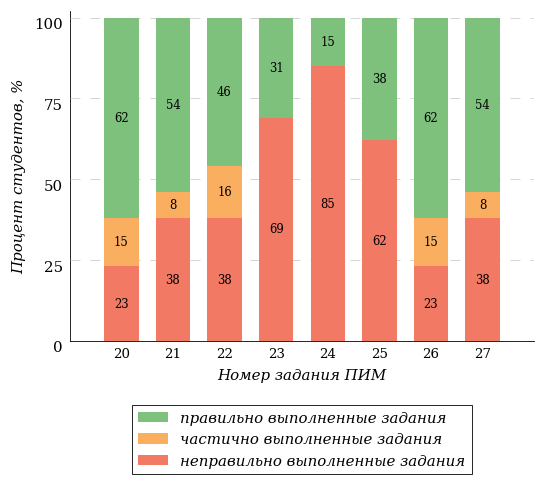 100
75
50
25
0
Процент студентов, %
62 54 46 31 15 38 62 54
15 8 16 15 8
23 38 38 69 85 62 23 38
20 21 22 23 24 25 26 27
Номер задания ПИМ
правильно выполненные задания
частично выполненные задания
неправильно выполненные задания